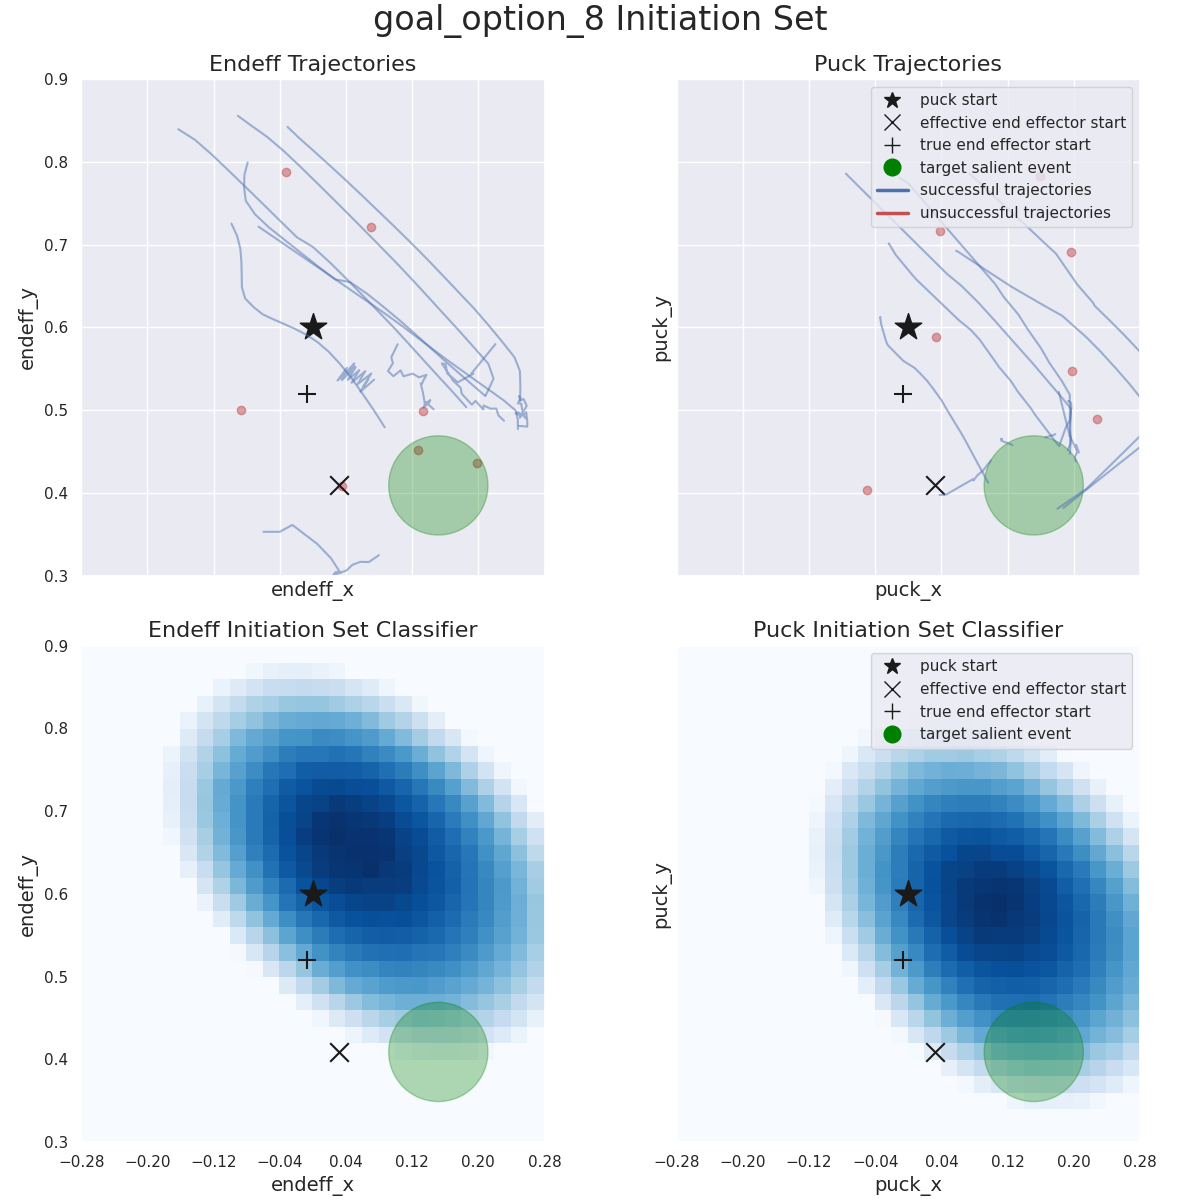 goal_option_8 Initiation Set
Endeff Trajectories
0.9
0.8
0.7
0.6
0.5
0.4
0.3
endeff_y
endeff_x
Puck Trajectories
puck start
effective end effector start
true end effector start
target salient event
successful trajectories
unsuccessful trajectories
puck_y
puck_x
Endeff Initiation Set Classifier
0.9
0.8
0.7
0.6
0.5
0.4
0.3
endeff_y
−0.28 −0.20 −0.12 −0.04 0.04 0.12 0.20 0.28
endeff_x
Puck Initiation Set Classifier
puck start
effective end effector start
true end effector start
target salient event
puck_y
−0.28 −0.20 −0.12 −0.04 0.04 0.12 0.20 0.28
puck_x